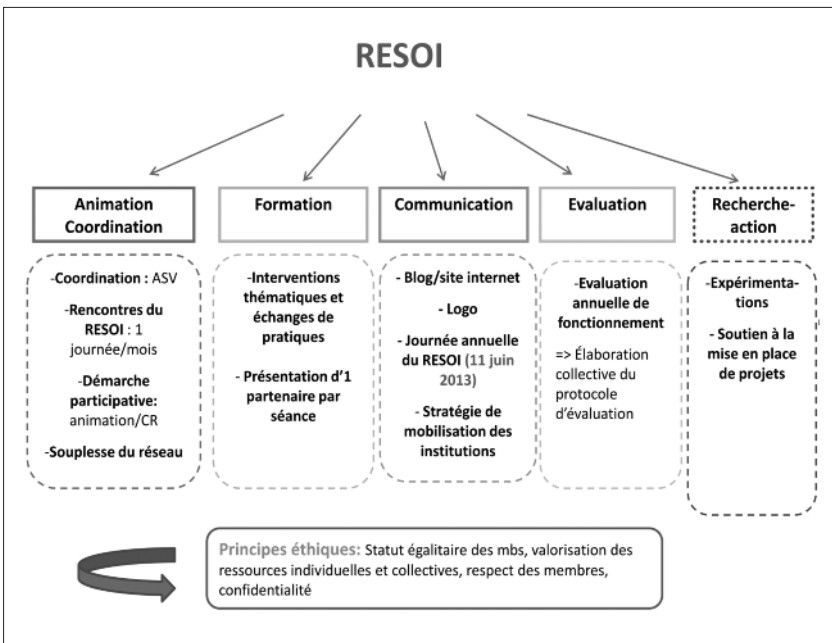 RESOI
Animation
Coordination
-Coordination : ASV
-Rencontres du
RESOI : 1
journée/mois
-Démarche
participative:
animation/CR
-Souplesse du réseau
Formation
-Interventions
thématiques et
échanges de
pratiques
- Présentation d'1
partenaire par
séance
Communication
- Blog/site internet
- Logo
- Journée annuelle
du RESOI (11 juin
2013)
- Stratégie de
mobilisation des
institutions
Evaluation
-Evaluation
annuelle de
fonctionnement
=> Élaboration
collective du
protocole
d'évaluation
Recherche-
action
-Expérimenta-
tions
- Soutien à la
mise en place
de projets
Principes éthiques: Statut égalitaire des mbs, valorisation des
ressources individuelles et collectives, respect des membres,
confidentialité